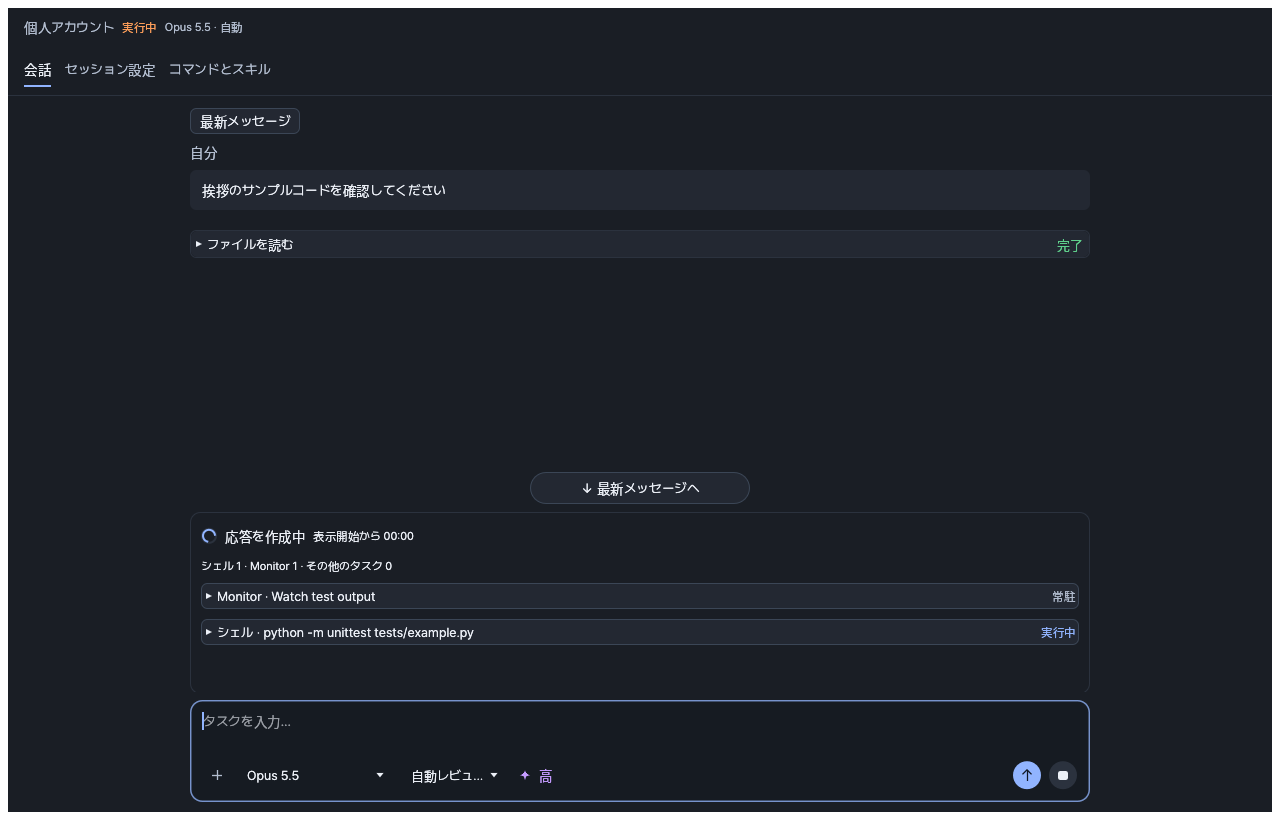 個人アカウント 実行中 Opus 5.5 · 自動
会話 セッション設定 コマンドとスキル
最新メッセージ
自分
挨拶のサンプルコードを確認してください
▸ ファイルを読む 完了
↓ 最新メッセージへ
応答を作成中 表示開始から 00:00
シェル 1 · Monitor 1 · その他のタスク 0
▸ Monitor · Watch test output 常駐
▸ シェル · python -m unittest tests/example.py 実行中
タスクを入力...
+ Opus 5.5 ▾ 自動レビュ... ▾ ✦ 高